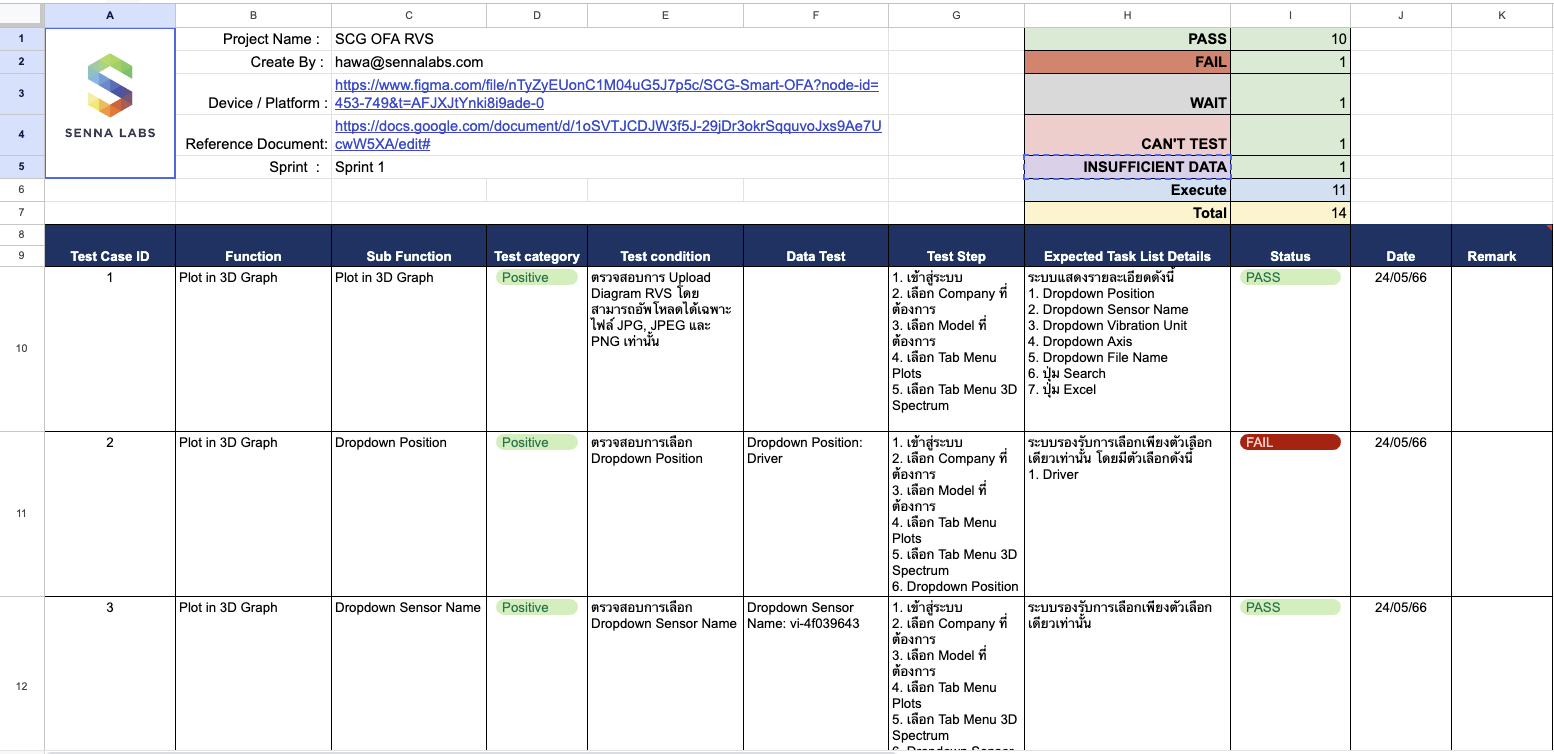 A B C D E F G H I J K
1 Project Name : SCG OFA RVS PASS 10
2 Create By : hawa@sennalabs.com FAIL 1
3 Device / Platform : https://www.figma.com/file/nTyZyEUonC1M04uG5J7p5c/SCG-Smart-OFA?node-id=
453-749&t=AFJXJtYnki8i9ade-0 WAIT 1
4 Reference Document: https://docs.google.com/document/d/1oSVTJCDJW3f5J-29jDr3okrSqquvoJxs9Ae7U
cwW5XA/edit# CAN'T TEST 1
SENNA LABS
5 Sprint : Sprint 1 INSUFFICIENT DATA 1
6 Execute 11
7 Total 14
8
9 Test Case ID Function Sub Function Test category Test condition Data Test Test Step Expected Task List Details Status Date Remark
10
1
Plot in 3D Graph
Plot in 3D Graph
Positive
ตรวจสอบการ Upload
Diagram RVS โดย
สามารถอัพโหลดได้เฉพาะ
ไฟล์ JPG, JPEG และ
PNG เท่านั้น
1. เข้าสู่ระบบ
2. เลือก Company ที่
ต้องการ
3. เลือก Model ที่
ต้องการ
4. เลือก Tab Menu
Plots
5. เลือก Tab Menu 3D
Spectrum
ระบบแสดงรายละเอียดดังนี้
1. Dropdown Position
2. Dropdown Sensor Name
3. Dropdown Vibration Unit
4. Dropdown Axis
5. Dropdown File Name
6. ปุ่ม Search
7. ปุ่ม Excel
PASS
24/05/66
11
2
Plot in 3D Graph
Dropdown Position
Positive
ตรวจสอบการเลือก
Dropdown Position
Dropdown Position:
Driver
1. เข้าสู่ระบบ
2. เลือก Company ที่
ต้องการ
3. เลือก Model ที่
ต้องการ
4. เลือก Tab Menu
Plots
5. เลือก Tab Menu 3D
Spectrum
6. Dropdown Position
ระบบรองรับการเลือกเพียงตัวเลือก
เดียวเท่านั้น โดยมีตัวเลือกดังนี้
1. Driver
FAIL
24/05/66
12
3
Plot in 3D Graph
Dropdown Sensor Name
Positive
ตรวจสอบการเลือก
Dropdown Sensor Name
Dropdown Sensor
Name: vi-4f039643
1. เข้าสู่ระบบ
2. เลือก Company ที่
ต้องการ
3. เลือก Model ที่
ต้องการ
4. เลือก Tab Menu
Plots
5. เลือก Tab Menu 3D
Spectrum
6. Dropdown Sensor
ระบบรองรับการเลือกเพียงตัวเลือก
เดียวเท่านั้น
PASS
24/05/66